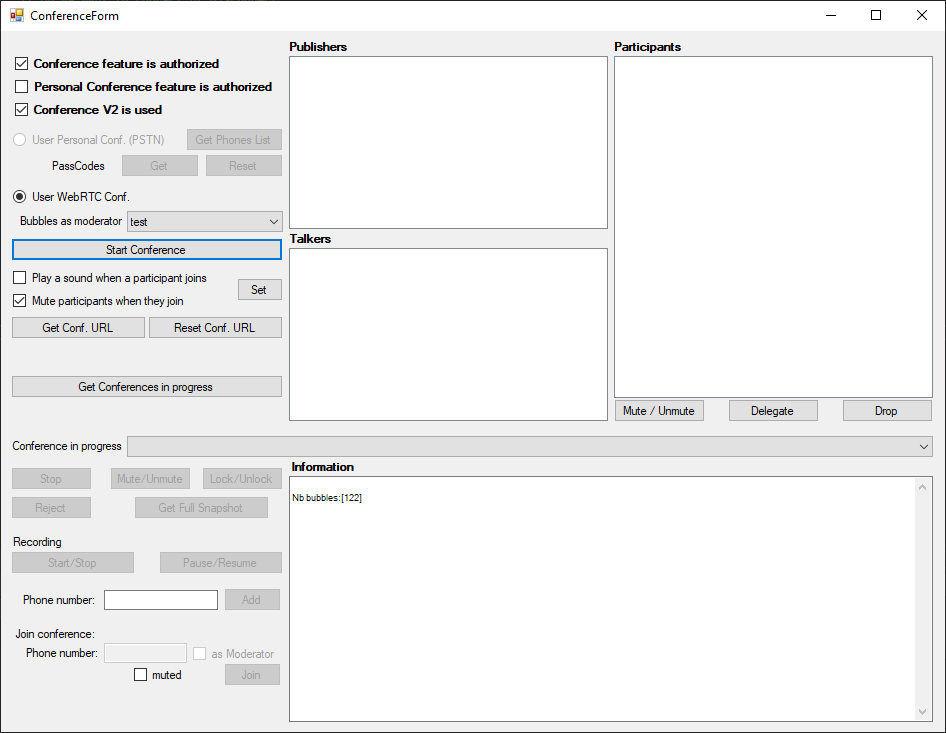 ConferenceForm
Conference feature is authorized
Personal Conference feature is authorized
Conference V2 is used
User Personal Conf. (PSTN)
Get Phones List
PassCodes
Get
Reset
User WebRTC Conf.
Bubbles as moderator
test
Start Conference
Play a sound when a participant joins
Mute participants when they join
Set
Get Conf. URL
Reset Conf. URL
Get Conferences in progress
Publishers
Talkers
Participants
Mute / Unmute
Delegate
Drop
Conference in progress
Stop
Mute/Unmute
Lock/Unlock
Reject
Get Full Snapshot
Recording
Start/Stop
Pause/Resume
Phone number:
Add
Join conference:
Phone number:
as Moderator
muted
Join
Information
Nb bubbles:[122]